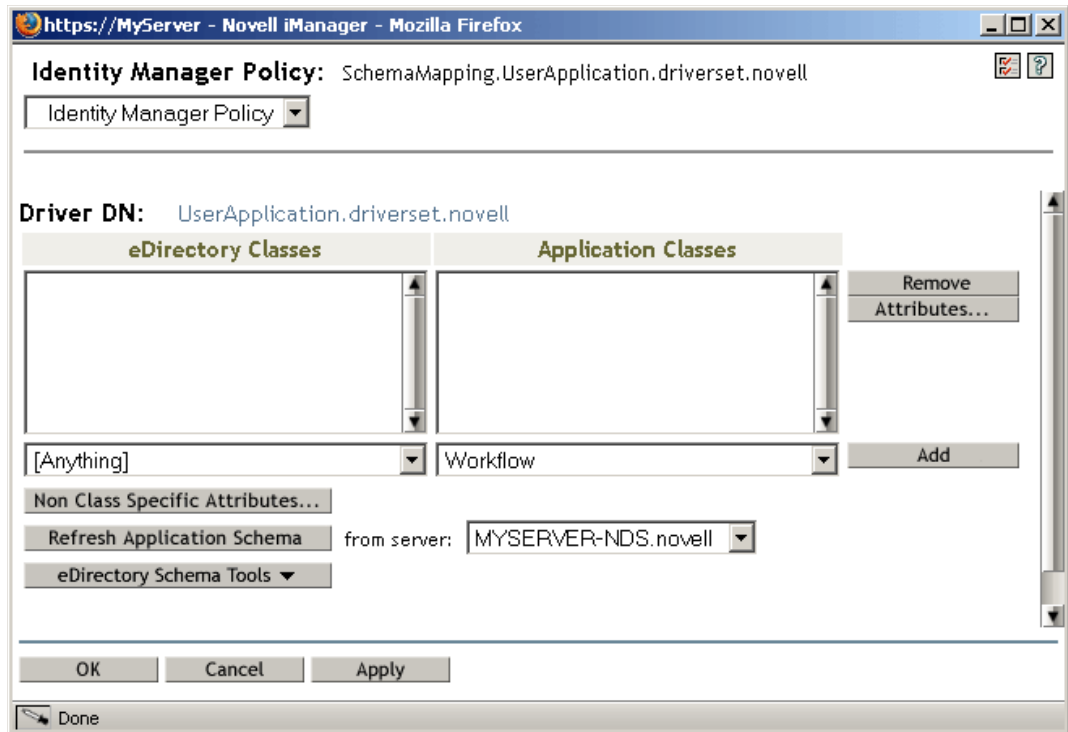 https://MyServer - Novell iManager - Mozilla Firefox
Identity Manager Policy: SchemaMapping.UserApplication.driverset.novell
Identity Manager Policy
Driver DN: UserApplication.driverset.novell
eDirectory Classes Application Classes
Remove
Attributes...
[Anything] Workflow Add
Non Class Specific Attributes...
Refresh Application Schema from server: MYSERVER-NDS.novell
eDirectory Schema Tools
OK Cancel Apply
Done